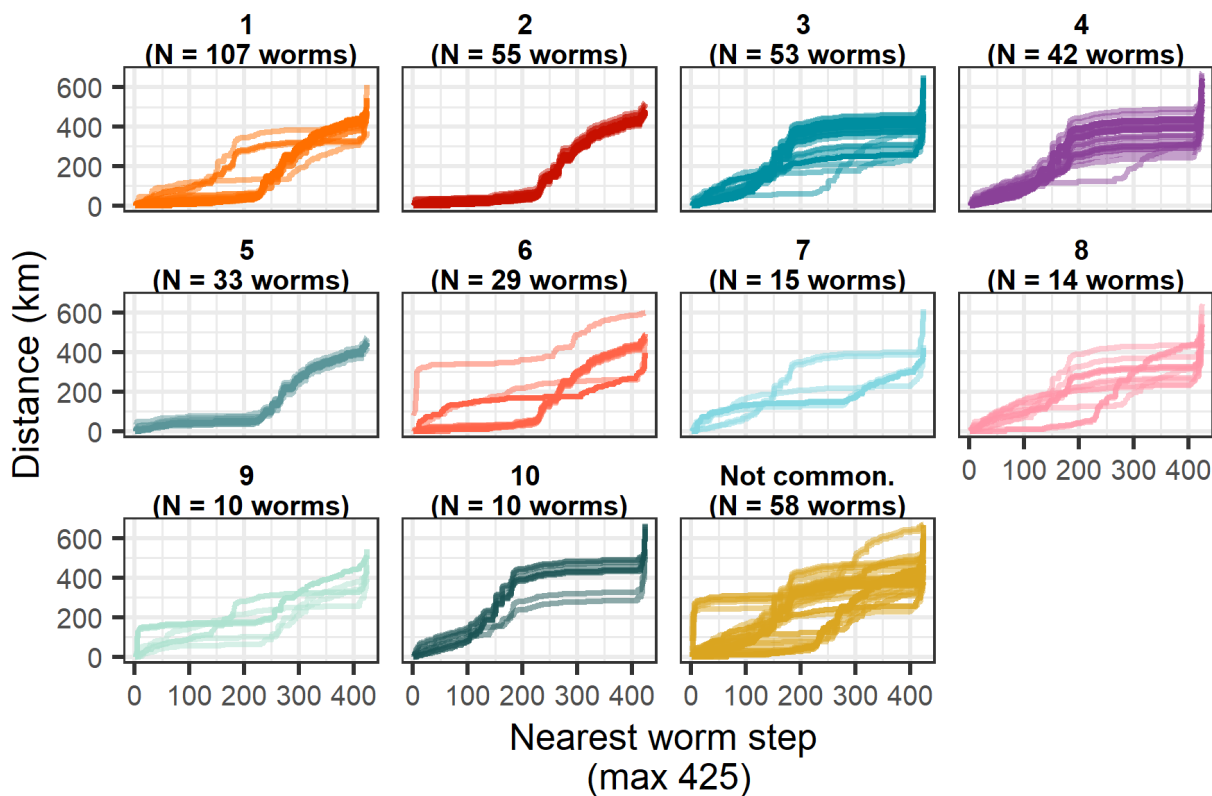 1
(N = 107 worms)
2
(N = 55 worms)
3
(N = 53 worms)
4
(N = 42 worms)
600
400
200
0
5
(N = 33 worms)
6
(N = 29 worms)
7
(N = 15 worms)
8
(N = 14 worms)
600
400
200
0
0 100 200 300 400
9
(N = 10 worms)
10
(N = 10 worms)
Not common.
(N = 58 worms)
600
400
200
0
0 100 200 300 400
0 100 200 300 400
0 100 200 300 400
Distance (km)
Nearest worm step
(max 425)